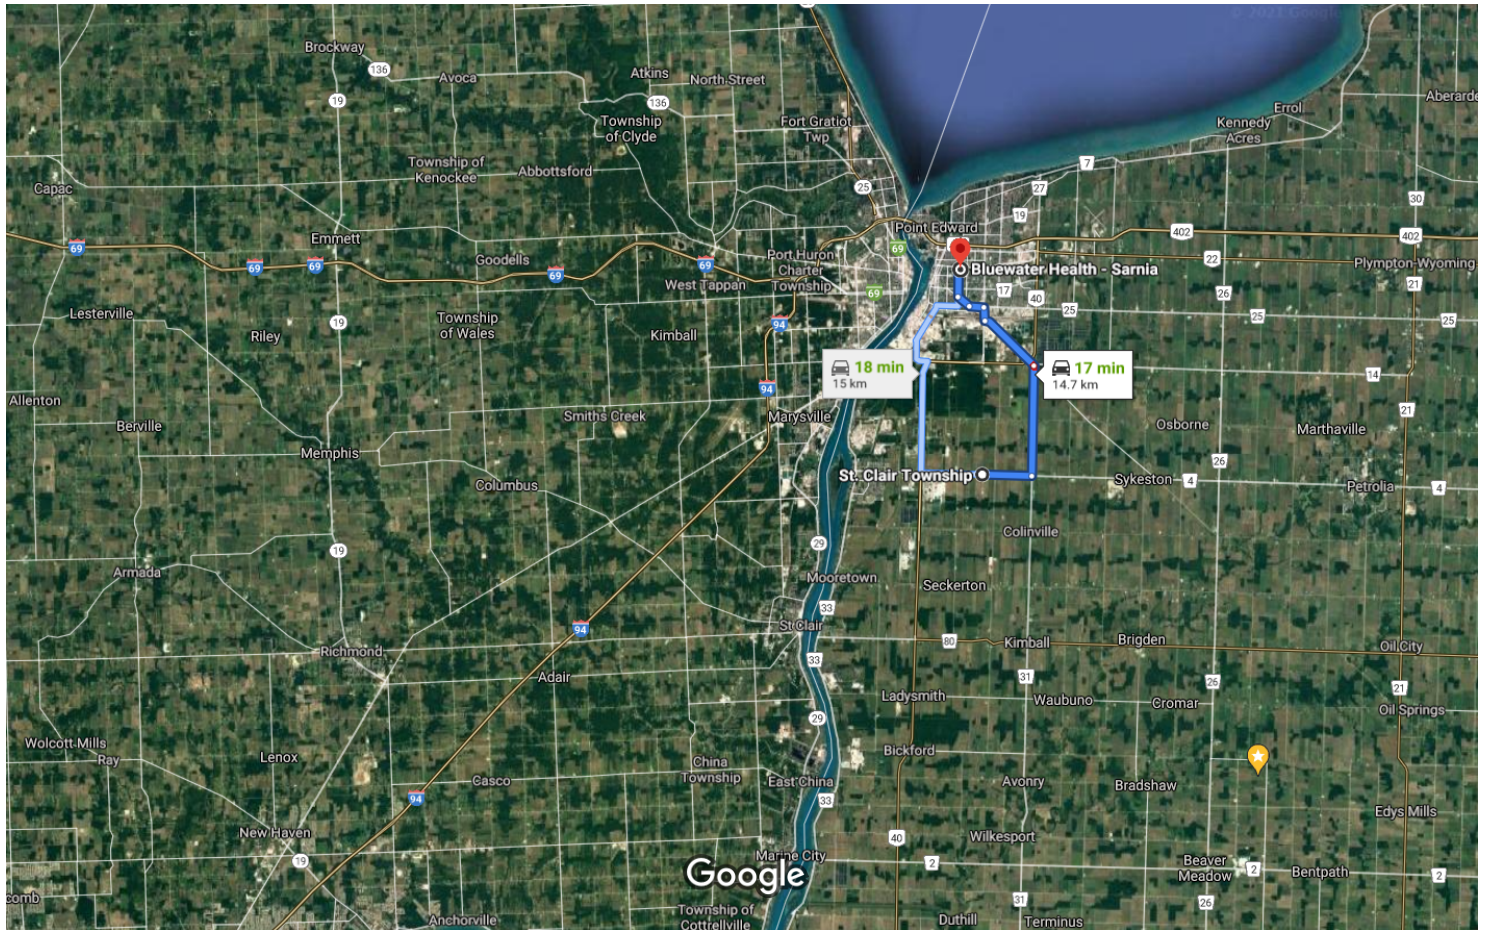 © 2021 Google
Brockway
136
Avoca
Atkins
North Street
19
136
Township
of Clyde
Fort Gratiot
Twp
Errol
Kennedy
Acres
Aberarde
Township of
Kenockee
Abbottsford
7
Capac
25
27
30
19
Emmett
Point Edward
402
402
69
69
69
Goodells
69
69
Port Huron
Charter
Township
69
Bluewater Health - Sarnia
22
Plympton-Wyoming
21
West Tappan
69
17
40
26
Lesterville
Riley
19
Township
of Wales
Kimball
94
25
25
25
18 min
15 km
17 min
14.7 km
14
Allenton
94
Berville
Smiths Creek
Marysville
Osborne
Marthaville
21
Memphis
26
Columbus
St. Clair Township
Sykeston
4
Petrolia
4
19
29
Colinville
Armada
Mooretown
Seckerton
33
94
St Clair
80
Kimball
Brigden
Oil City
Richmond
33
Adair
31
26
21
Ladysmith
Waubuno
Cromar
Oil Springs
29
Wolcott Mills
Ray
Lenox
China
Township
Bickford
East China
Casco
Avonry
Bradshaw
94
33
Edys Mills
New Haven
40
Wilkesport
19
Marine City
Google
2
Beaver
Meadow
2
Bentpath
2
comb
31
26
Anchorville
Township of
Cottrellville
Duthill
Terminus